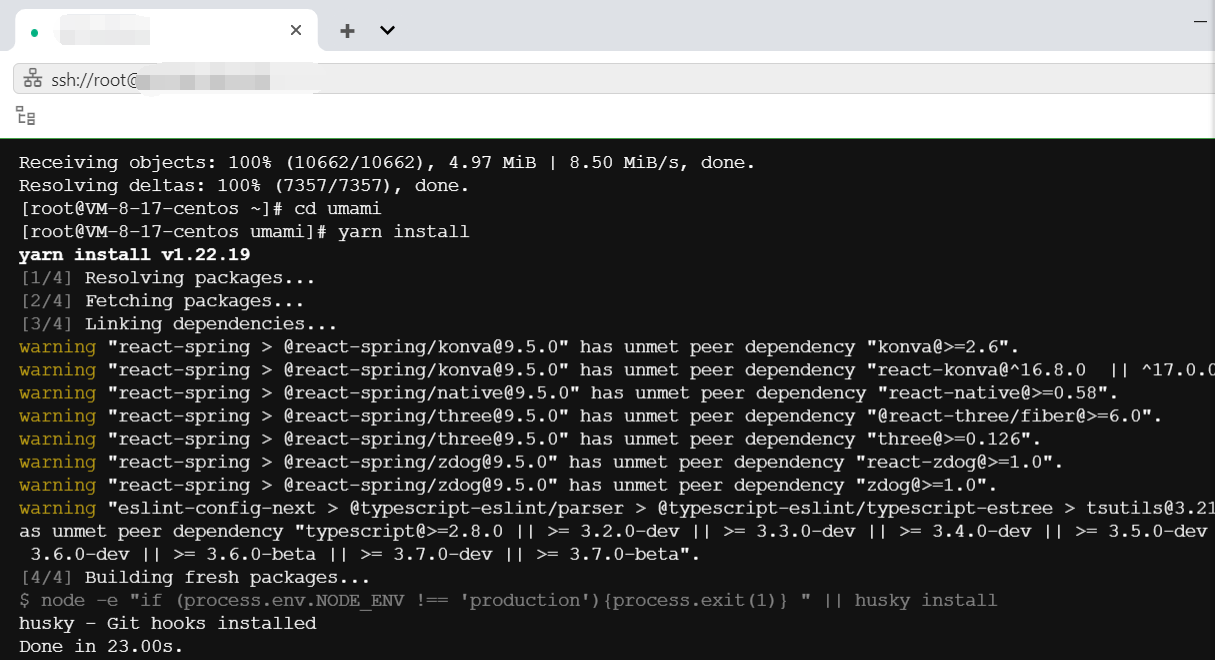 ssh://root@
Receiving objects: 100% (10662/10662), 4.97 MiB | 8.50 MiB/s, done.
Resolving deltas: 100% (7357/7357), done.
[root@VM-8-17-centos ~]# cd umami
[root@VM-8-17-centos umami]# yarn install
yarn install v1.22.19
[1/4] Resolving packages...
[2/4] Fetching packages...
[3/4] Linking dependencies...
warning "react-spring > @react-spring/konva@9.5.0" has unmet peer dependency "konva@>=2.6".
warning "react-spring > @react-spring/konva@9.5.0" has unmet peer dependency "react-konva@^16.8.0  || ^17.0.0
warning "react-spring > @react-spring/native@9.5.0" has unmet peer dependency "react-native@>=0.58".
warning "react-spring > @react-spring/three@9.5.0" has unmet peer dependency "@react-three/fiber@>=6.0".
warning "react-spring > @react-spring/three@9.5.0" has unmet peer dependency "three@>=0.126".
warning "react-spring > @react-spring/zdog@9.5.0" has unmet peer dependency "react-zdog@>=1.0".
warning "react-spring > @react-spring/zdog@9.5.0" has unmet peer dependency "zdog@>=1.0".
warning "eslint-config-next > @typescript-eslint/parser > @typescript-eslint/typescript-estree > tsutils@3.21
as unmet peer dependency "typescript@>=2.8.0 || >= 3.2.0-dev || >= 3.3.0-dev || >= 3.4.0-dev || >= 3.5.0-dev
 3.6.0-dev || >= 3.6.0-beta || >= 3.7.0-dev || >= 3.7.0-beta".
[4/4] Building fresh packages...
$ node -e "if (process.env.NODE_ENV !== 'production'){process.exit(1)} " || husky install
husky - Git hooks installed
Done in 23.00s.